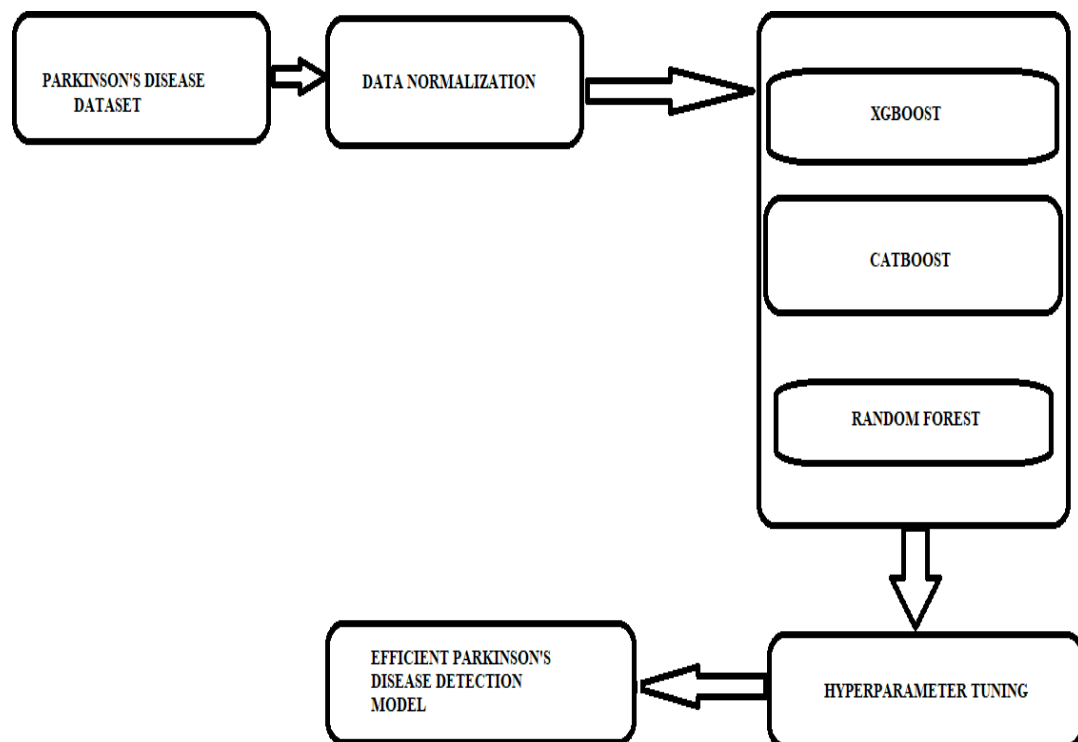 PARKINSON'S DISEASE
DATASET
DATA NORMALIZATION
XGBOOST
CATBOOST
RANDOM FOREST
HYPERPARAMETER TUNING
EFFICIENT PARKINSON'S
DISEASE DETECTION
MODEL